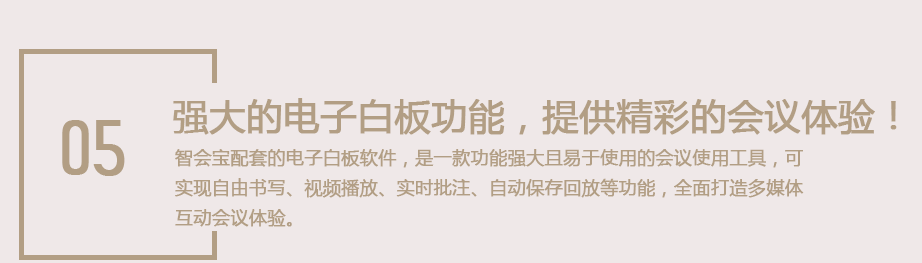 05
强大的电子白板功能，提供精彩的会议体验！
智会宝配套的电子白板软件，是一款功能强大且易于使用的会议使用工具，可
实现自由书写、视频播放、实时批注、自动保存回放等功能，全面打造多媒体
互动会议体验。